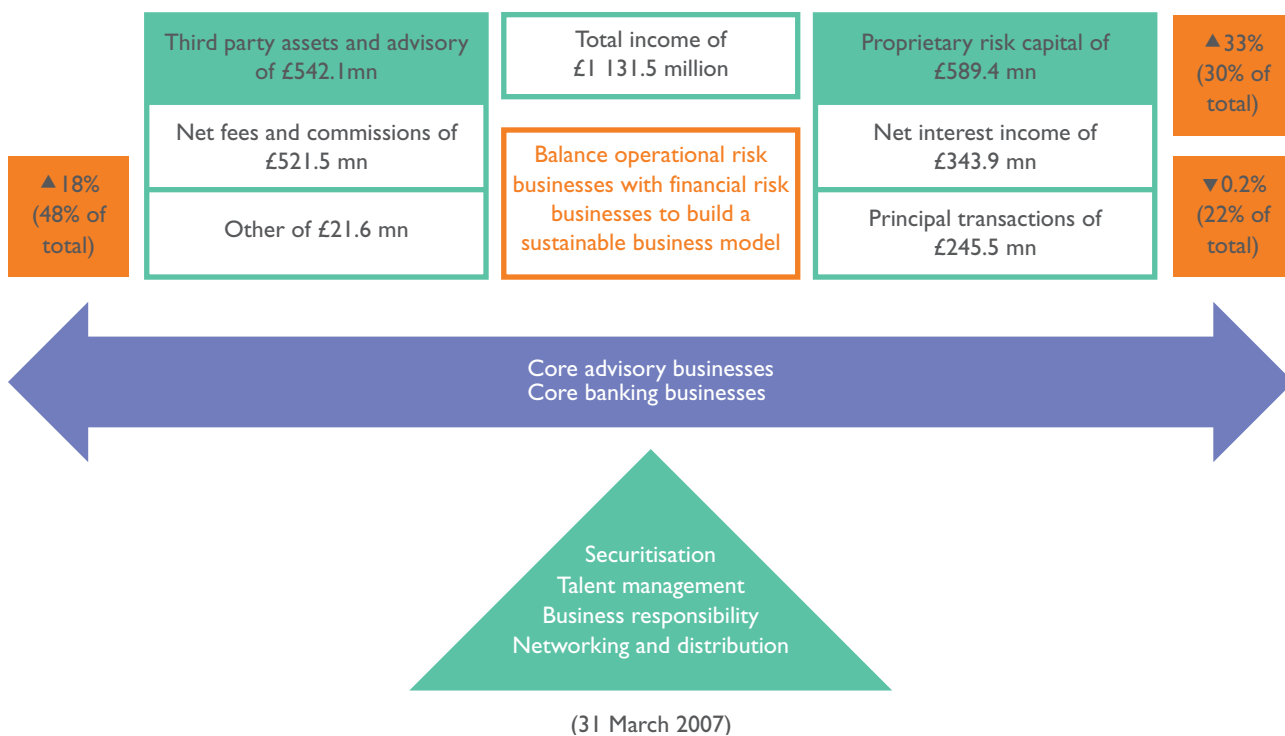 Third party assets and advisory
of £542.1mn
Net fees and commissions of
£521.5 mn
Other of £21.6 mn
▲18%
(48% of
total)
Total income of
£1 131.5 million
Balance operational risk
businesses with financial risk
businesses to build a
sustainable business model
Proprietary risk capital of
£589.4 mn
Net interest income of
£343.9 mn
Principal transactions of
£245.5 mn
▲33%
(30% of
total)
▼0.2%
(22% of
total)
Core advisory businesses
Core banking businesses
Securitisation
Talent management
Business responsibility
Networking and distribution
(31 March 2007)